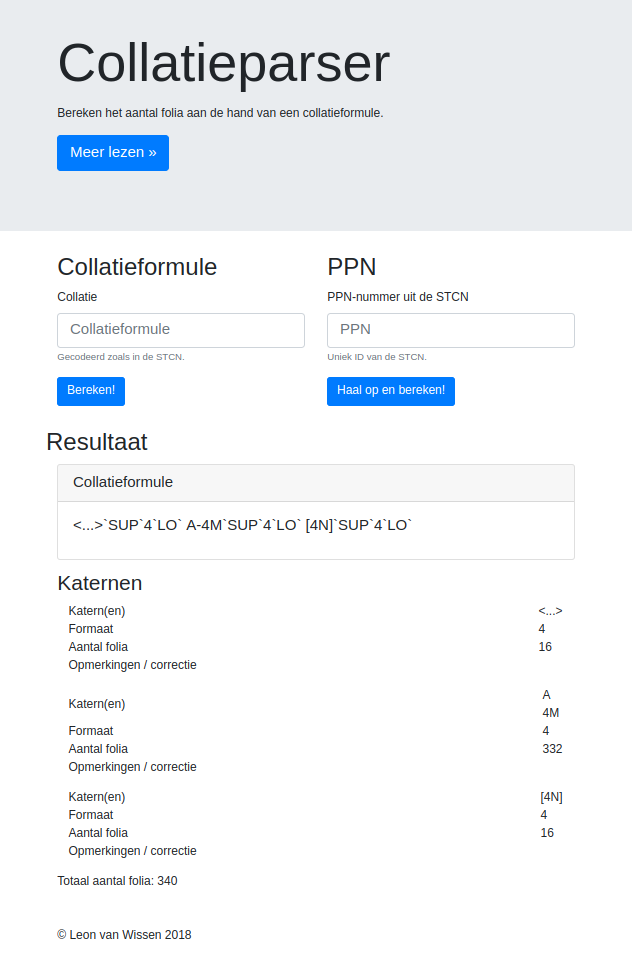 Collatieparser
Bereken het aantal folia aan de hand van een collatieformule.
Meer lezen »
Collatieformule
Collatie
Collatieformule
Gecodeerd zoals in de STCN.
Bereken!
PPN
PPN-nummer uit de STCN
PPN
Uniek ID van de STCN.
Haal op en bereken!
Resultaat
Collatieformule
<...>`SUP`4`LO` A-4M`SUP`4`LO` [4N]`SUP`4`LO`
Katernen
Katern(en) <...>
Formaat 4
Aantal folia 16
Opmerkingen / correctie
Katern(en) A
4M
Formaat 4
Aantal folia 332
Opmerkingen / correctie
Katern(en) [4N]
Formaat 4
Aantal folia 16
Opmerkingen / correctie
Totaal aantal folia: 340
© Leon van Wissen 2018